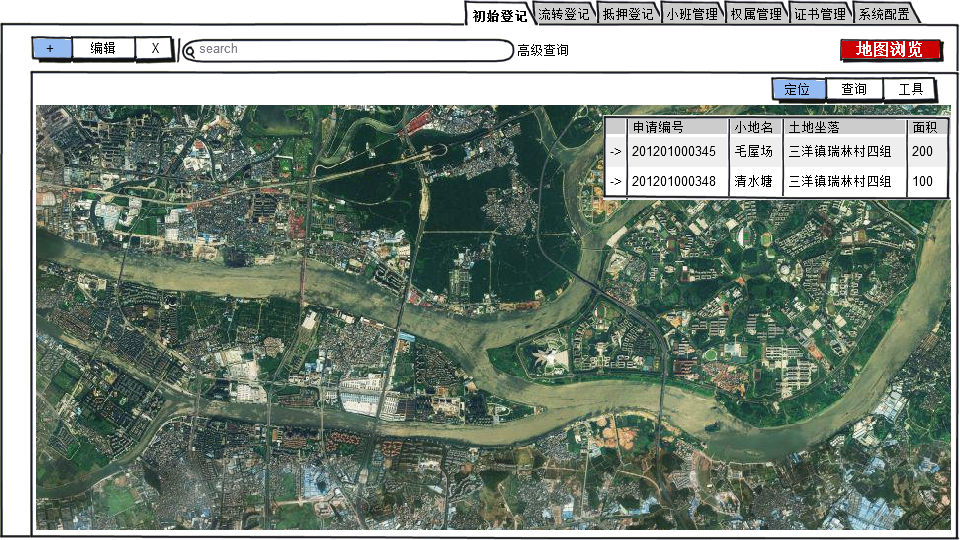 初始登记 流转登记 抵押登记 小班管理 权属管理 证书管理 系统配置
+ 编辑 X search 高级查询 地图浏览
定位 查询 工具
申请编号 小地名 土地坐落 面积
-> 201201000345 毛屋场 三洋镇瑞林村四组 200
-> 201201000348 清水塘 三洋镇瑞林村四组 100